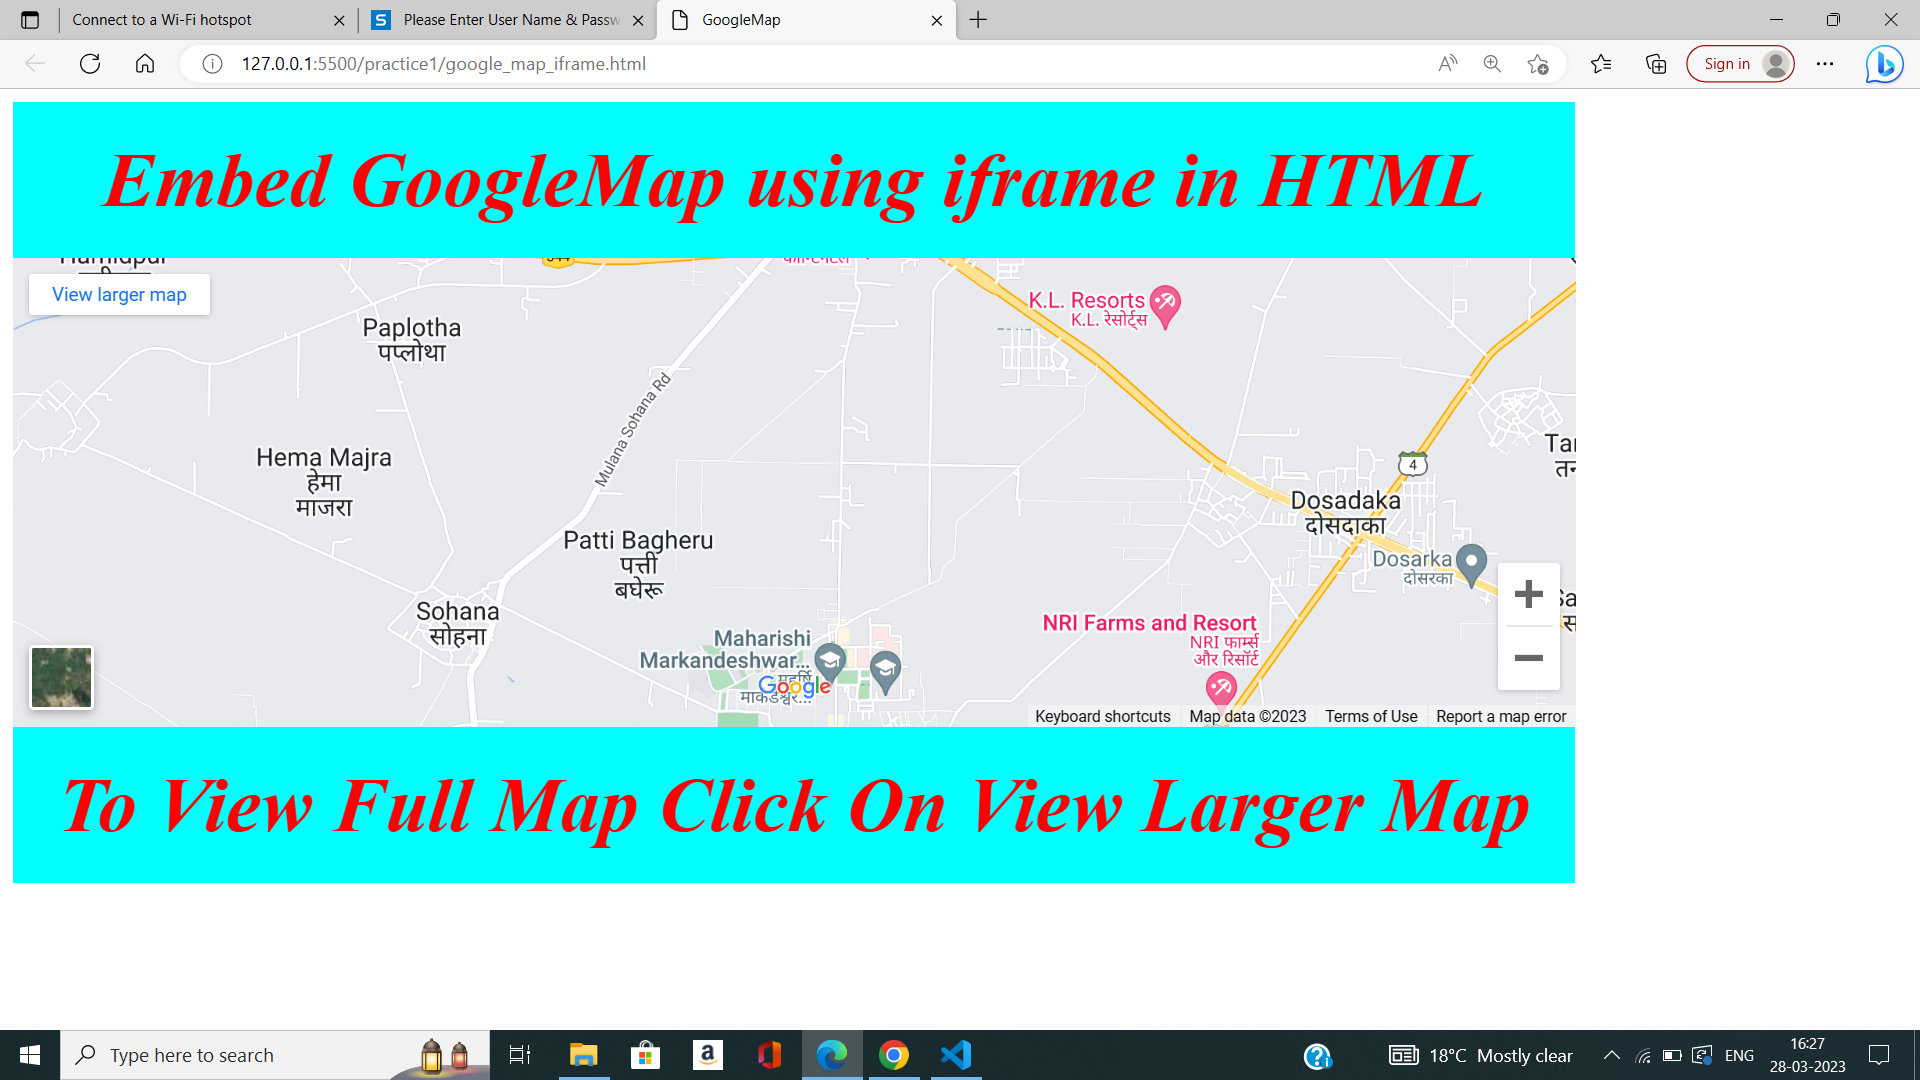 Connect to a Wi-Fi hotspot
Please Enter User Name & Passw
GoogleMap
127.0.0.1:5500/practice1/google_map_iframe.html
Sign in
Embed GoogleMap using iframe in HTML
View larger map
Paplotha
पप्लोथा
K.L. Resorts
K.L. रेसोर्ट्स
Mulana Sohana Rd
Hema Majra
हेमा
माजरा
4
Dosadaka
दोसदाका
Patti Bagheru
पत्ती
बघेरू
Dosarka
दोसरका
Sohana
सोहना
NRI Farms and Resort
NRI फार्म्स
और रिसॉर्ट
Maharishi
Markandeshwar...
महर्षि
मार्कंडेश्वर...
Google
Keyboard shortcuts
Map data ©2023
Terms of Use
Report a map error
To View Full Map Click On View Larger Map
Type here to search
18°C Mostly clear
ENG
16:27
28-03-2023